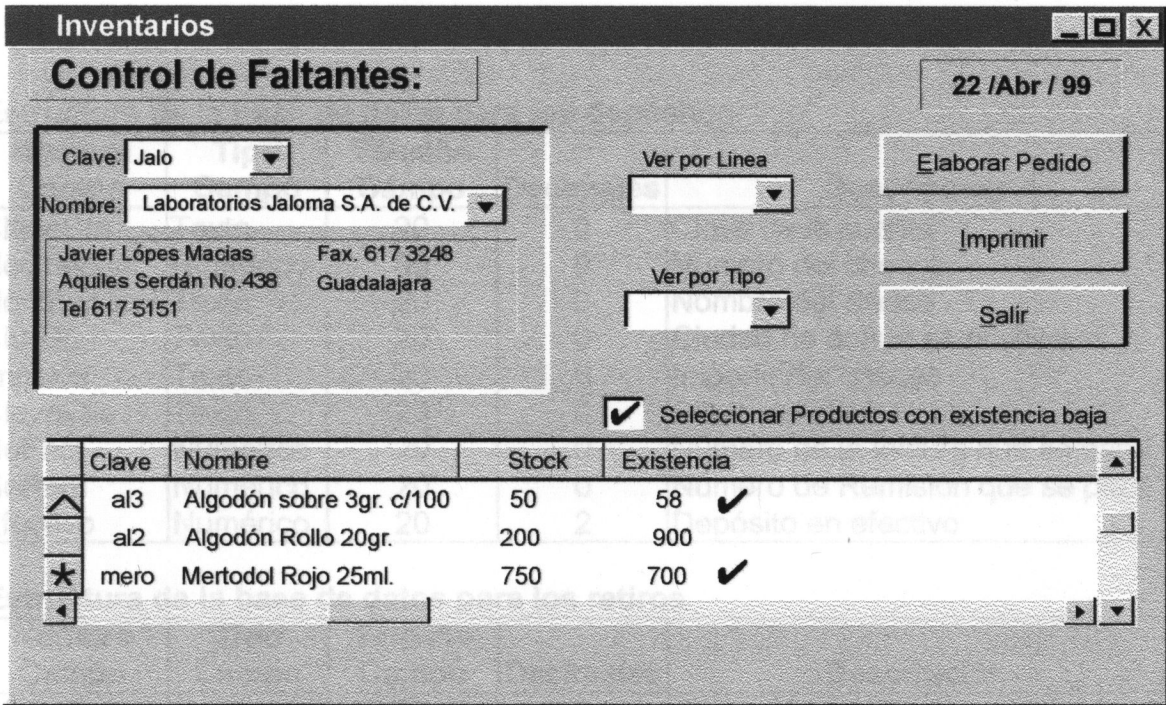 Inventarios
Control de Faltantes:
22 /Abr / 99
Clave: Jalo
Nombre: Laboratorios Jaloma S.A. de C.V.
Javier Lópes Macias Fax. 617 3248
Aquiles Serdán No.438 Guadalajara
Tel 617 5151
Ver por Linea
Ver por Tipo
Elaborar Pedido
Imprimir
Salir
✔ Seleccionar Productos con existencia baja
Clave Nombre Stock Existencia
al3 Algodón sobre 3gr. c/100 50 58 ✔
al2 Algodón Rollo 20gr. 200 900
mero Mertodol Rojo 25ml. 750 700 ✔